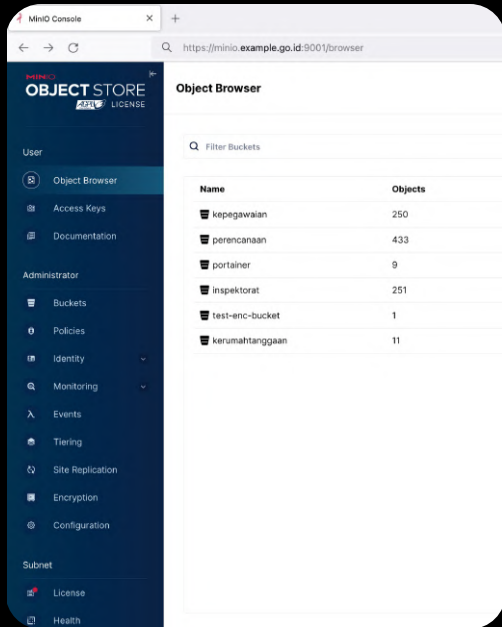 MinIO Console
https://minio.example.go.id:9001/browser
MINIO
OBJECT STORE
AGPL LICENSE
Object Browser
User
Filter Buckets
Object Browser
Access Keys
Documentation
Name Objects
kepegawaian 250
perencanaan 433
portainer 9
inspektorat 251
test-enc-bucket 1
kerumahtanggaan 11
Administrator
Buckets
Policies
Identity
Monitoring
Events
Tiering
Site Replication
Encryption
Configuration
Subnet
License
Health